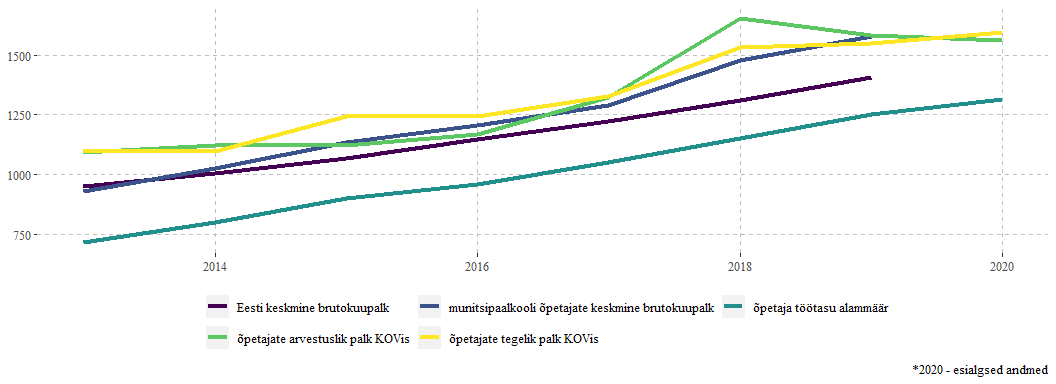 1500
1250
1000
750
2014 2016 2018 2020
Eesti keskmine brutokuupalk munitsipaalkooli õpetajate keskmine brutokuupalk õpetaja töötasu alammäär
õpetajate arvestuslik palk KOVis õpetajate tegelik palk KOVis
*2020 - esialgsed andmed